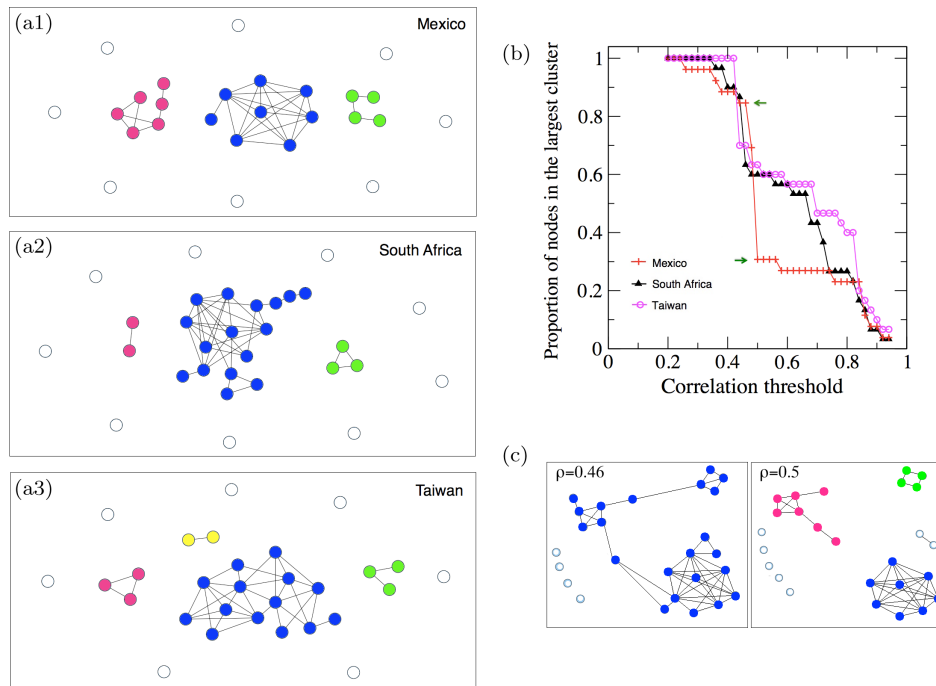 (a1)
Mexico
(a2)
South Africa
(a3)
Taiwan
(b)
Proportion of nodes in the largest cluster
1
0.8
0.6
0.4
0.2
0
Mexico
South Africa
Taiwan
0
0.2
0.4
0.6
0.8
1
Correlation threshold
(c)
ρ=0.46
ρ=0.5